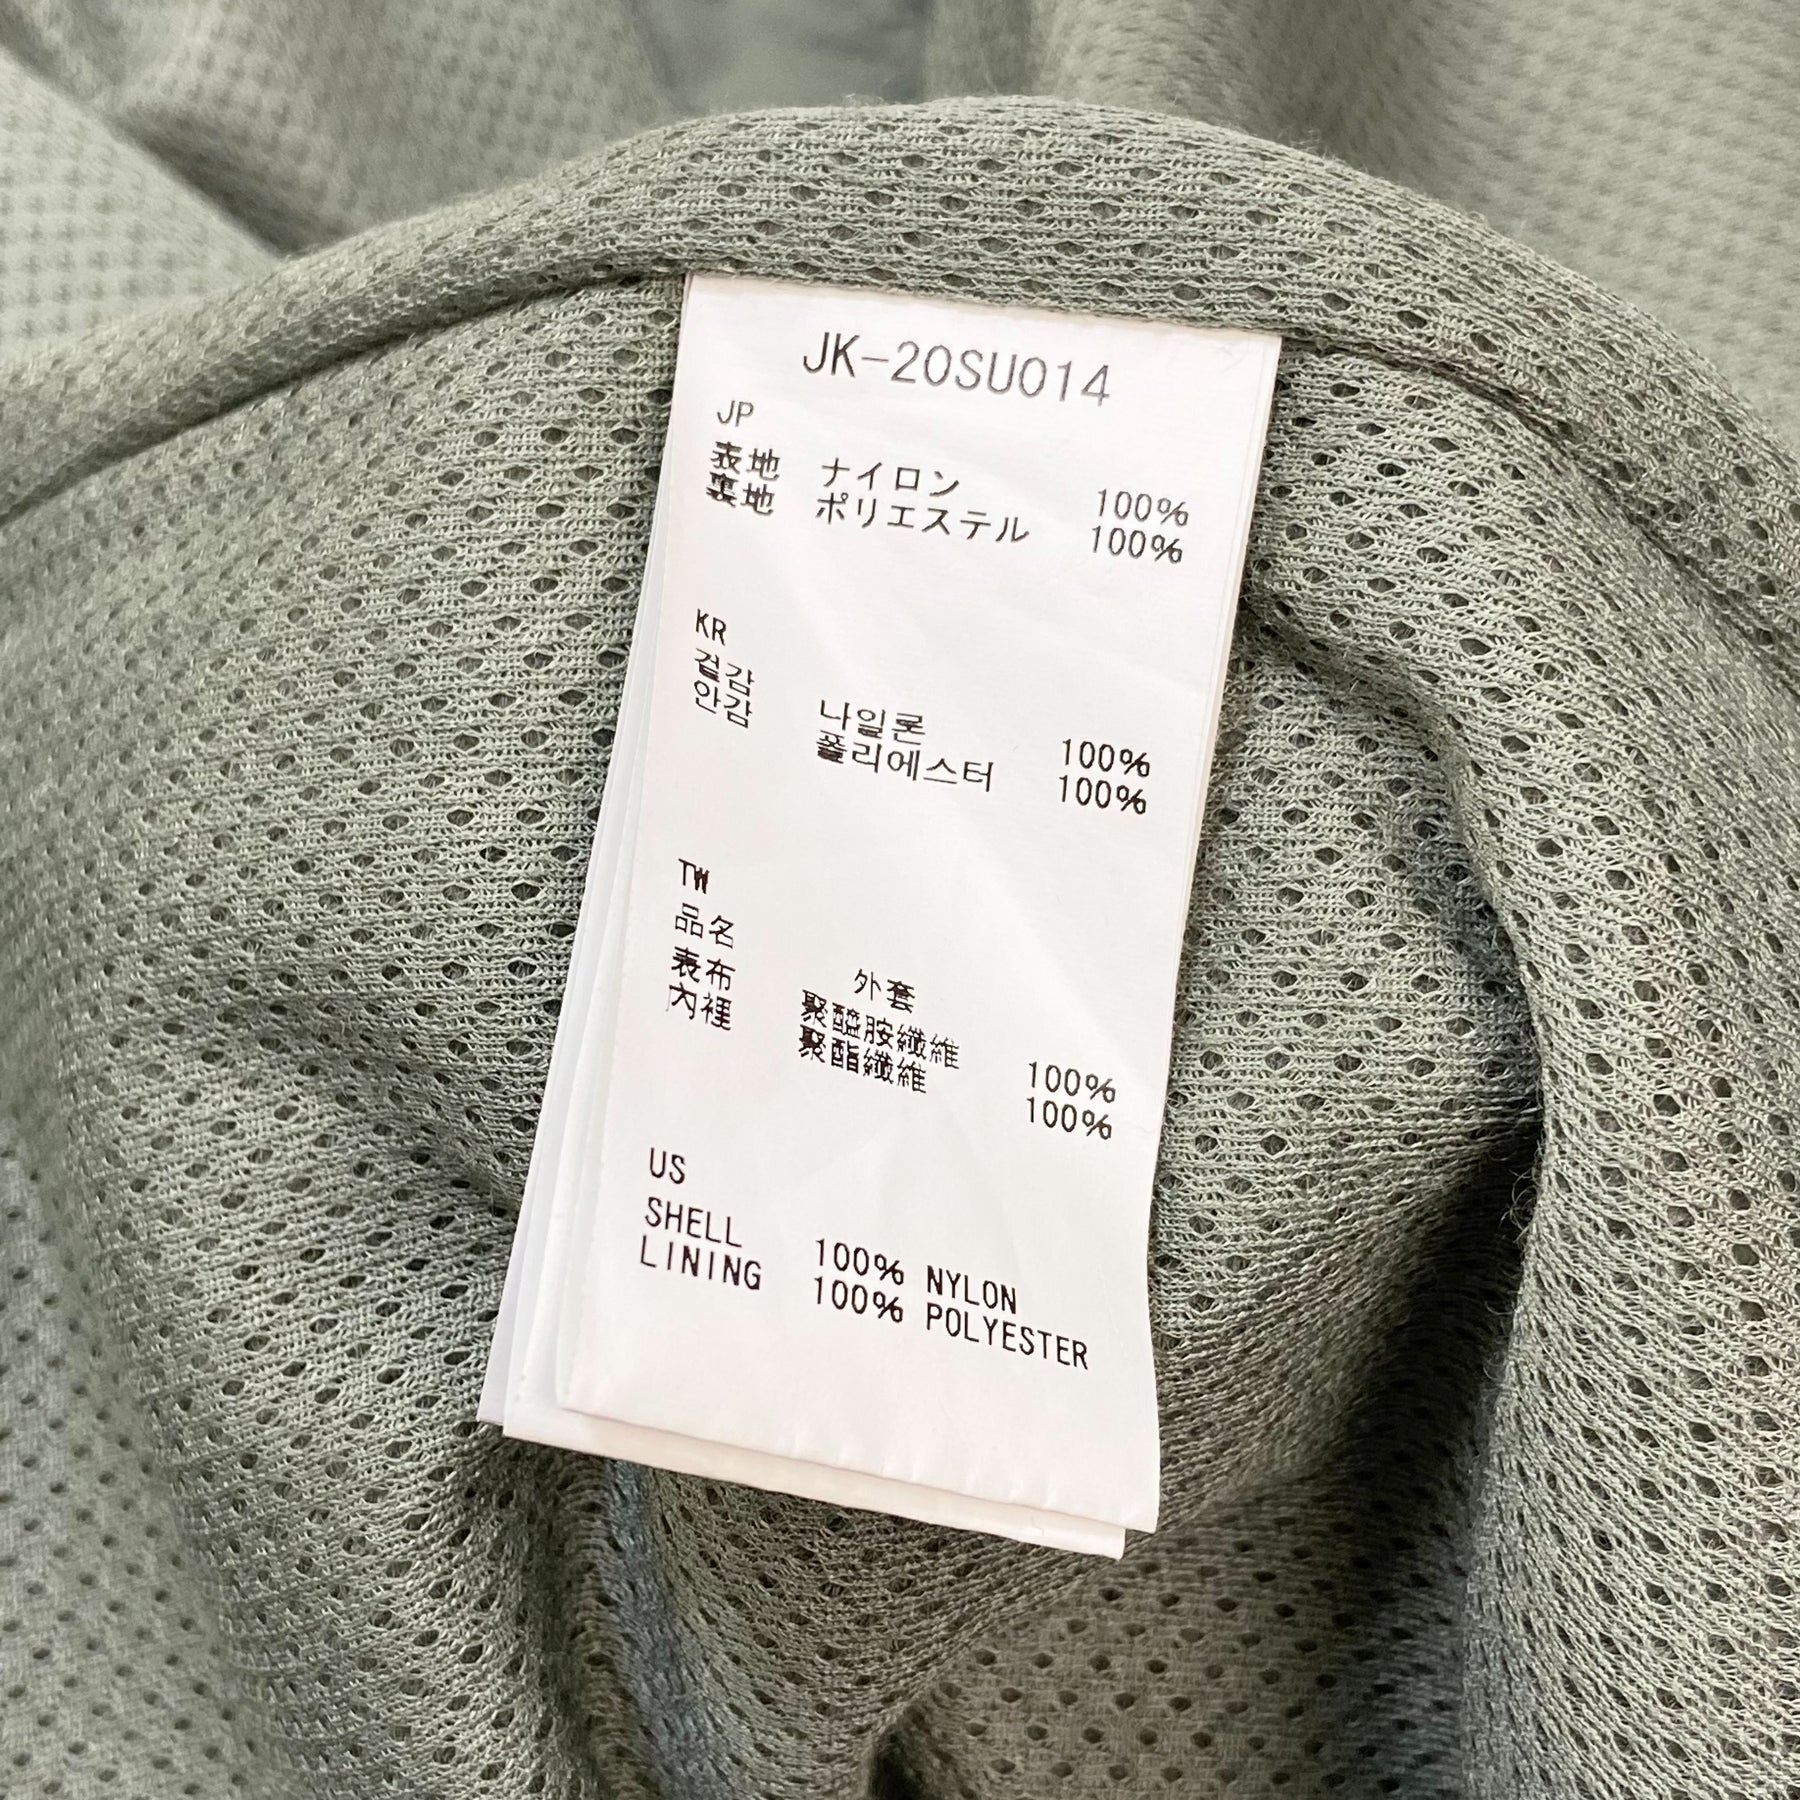 JK-20SU014
JP
表地 ナイロン 100%
裏地 ポリエステル 100%
KR
겉감 나일론 100%
안감 폴리에스터 100%
TW
品名 外套
表布 聚醯胺纖維 100%
內裡 聚酯纖維 100%
US
SHELL 100% NYLON
LINING 100% POLYESTER